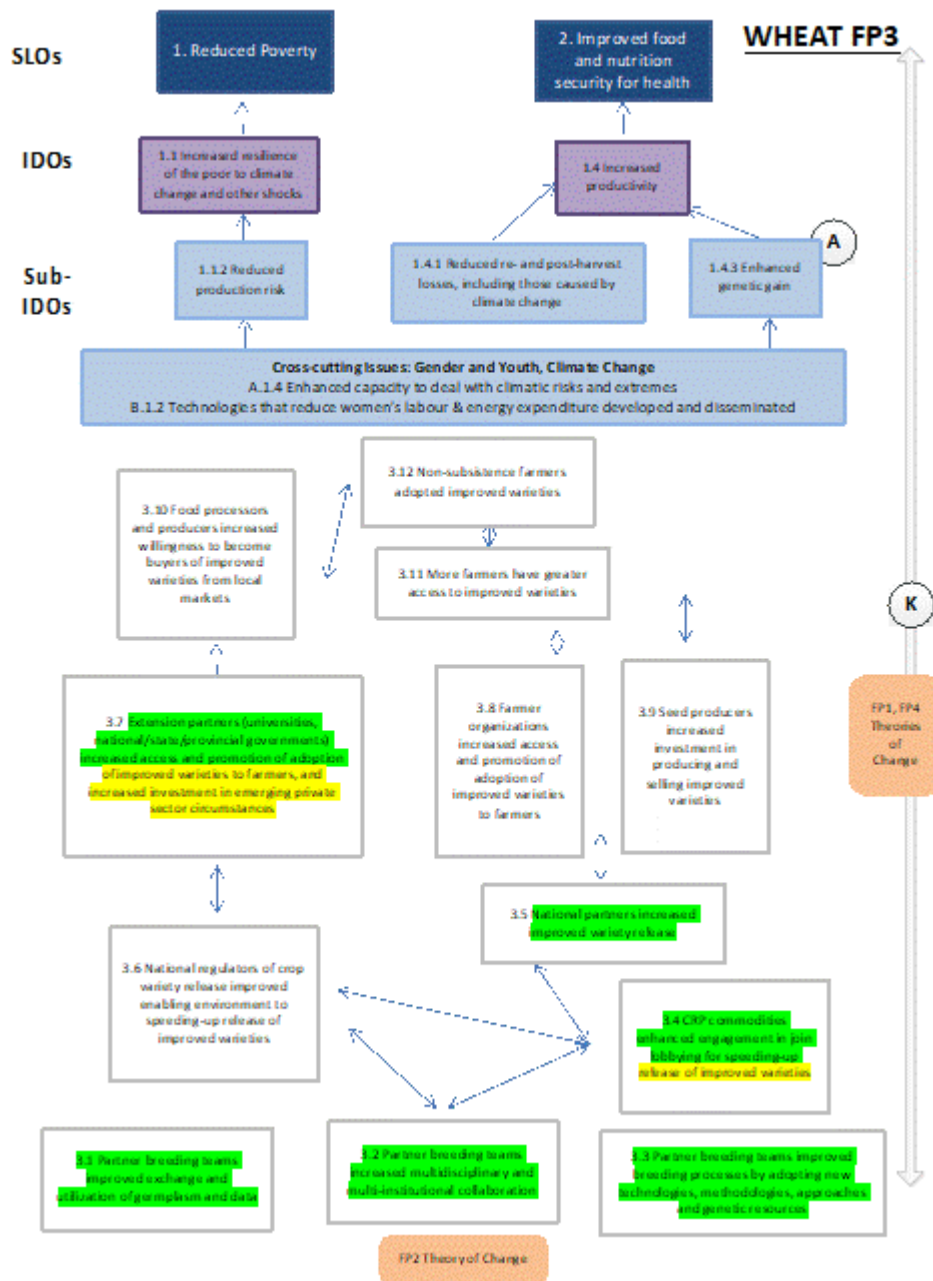 WHEAT FP3
SLOs
1. Reduced Poverty
2. Improved food
and nutrition
security for health
IDOs
1.1 Increased resilience
of the poor to climate
change and other shocks
1.4 Increased
productivity
A
Sub-
IDOs
1.1.2 Reduced
production risk
1.4.1 Reduced re- and post-harvest
losses, including those caused by
climate change
1.4.3 Enhanced
genetic gain
Cross-cutting Issues: Gender and Youth, Climate Change
A.1.4 Enhanced capacity to deal with climatic risks and extremes
B.1.2 Technologies that reduce women's labour & energy expenditure developed and disseminated
3.12 Non-subsistence farmers
adopted improved varieties
3.10 Food processors
and producers increased
willingness to become
buyers of improved
varieties from local
markets
3.11 More farmers have greater
access to improved varieties
K
3.7 Extension partners (universities,
national/state/provincial governments)
increased access and promotion of adoption
of improved varieties to farmers, and
increased investment in emerging private
sector circumstances
3.8 Farmer
organizations
increased access
and promotion of
adoption of
improved varieties
to farmers
3.9 Seed producers
increased
investment in
producing and
selling improved
varieties
FP1, FP4
Theories
of
Change
3.5 National partners increased
improved variety release
3.6 National regulators of crop
variety release improved
enabling environment to
speeding-up release of
improved varieties
3.4 CRP commodities
enhanced engagement in join
lobbying for speeding-up
release of improved varieties
3.1 Partner breeding teams
improved exchange and
utilization of germplasm and data
3.2 Partner breeding teams
increased multidisciplinary and
multi-institutional collaboration
3.3 Partner breeding teams improved
breeding processes by adopting new
technologies, methodologies, approaches
and genetic resources
FP2 Theory of Change